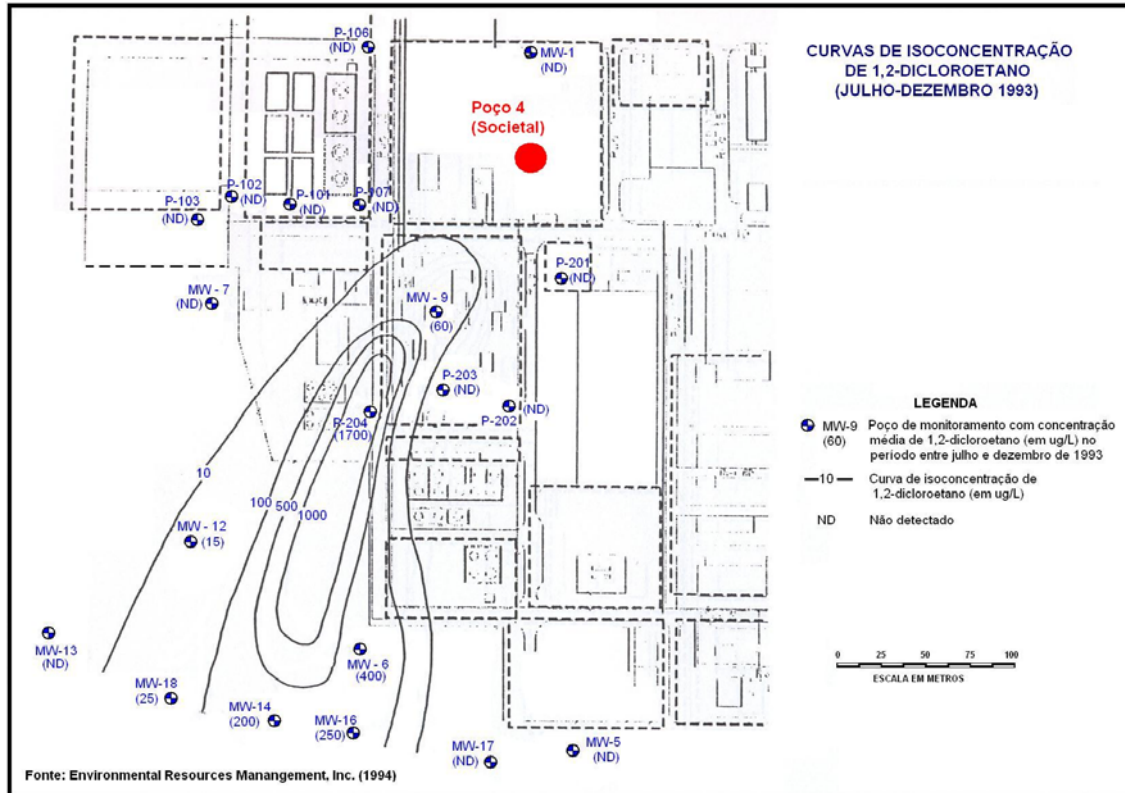 CURVAS DE ISOCONCENTRAÇÃO
DE 1,2-DICLOROETANO
(JULHO-DEZEMBRO 1993)
P-106
(ND)
MW-1
(ND)
Poço 4
(Societal)
P-102
(ND)
P-103
(ND)
P-101
(ND)
P-107
(ND)
P-201
(ND)
MW - 7
(ND)
MW - 9
(60)
P-203
(ND)
(ND)
P-202
P-204
(1700)
10
100
500
1000
MW - 12
(15)
MW-13
(ND)
MW-18
(25)
MW-14
(200)
MW - 6
(400)
MW-16
(250)
MW-17
(ND)
MW-5
(ND)
LEGENDA
MW-9
(60)
Poço de monitoramento com concentração
média de 1,2-dicloroetano (em ug/L) no
período entre julho e dezembro de 1993
10
Curva de isoconcentração de
1,2-dicloroetano (em ug/L)
ND
Não detectado
0 25 50 75 100
ESCALA EM METROS
Fonte: Environmental Resources Manangement, Inc. (1994)